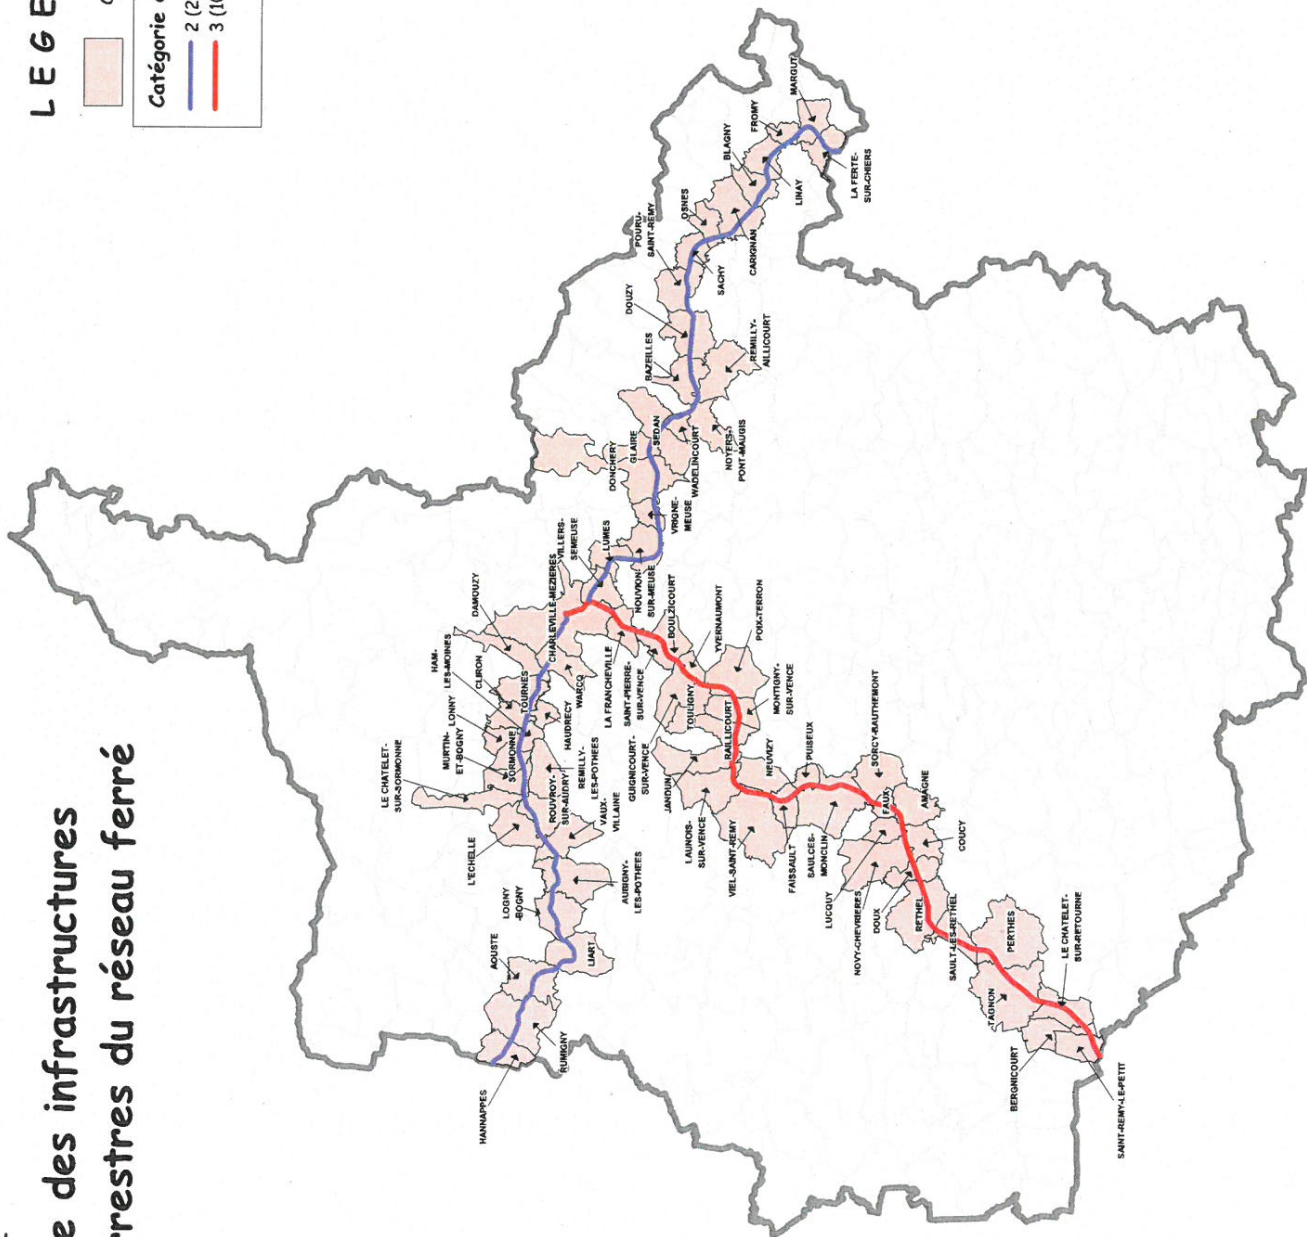 e des infrastructures
rrestres du réseau ferré
L E G E
Catégorie
2 (2
3 (10
HANNAPPES
RUMIGNY
AOUSTE
LIART
LOGNY
-BOGNY
AUBIGNY-
LES-POTHEES
L'ECHELLE
VAUX-
VILLAINE
ROUVROY-
SUR-AUDRY
LE CHATELET-
SUR-SORMONNE
MURTIN-
ET-BOGNY
SORMONNE
REMILLY-
LES-POTHEES
LONNY
HAM-
LES-MOINES
CLIRON
TOURNES
HAUDRECY
DAMOUZY
WARCQ
CHARLEVILLE-MEZIERES
VILLERS-
SEMEUSE
LUMES
NOUVION
SUR-MEUSE
VRIGNE-
MEUSE
DONCHERY
GLAIRE
SEDAN
WADELINCOURT
NOYERS-
PONT-MAUGIS
BAZEILLES
REMILLY-
AILLICOURT
DOUZY
POURU-
SAINT-REMY
SACHY
OSNES
CARIGNAN
BLAGNY
LINAY
FROMY
MARGUT
LA FERTE-
SUR-CHIERS
LA FRANCHEVILLE
SAINT-PIERRE-
SUR-VENCE
BOULZICOURT
YVERNAUMONT
GUIGNICOURT-
SUR-VENCE
TOULIGNY
POIX-TERRON
MONTIGNY-
SUR-VENCE
RAILLICOURT
JANDUN
LAUNOIS-
SUR-VENCE
NEUVIZY
VIEL-SAINT-REMY
PUISEUX
FAISSAULT
SAULCES-
MONCLIN
SORCY-BAUTHEMONT
FAUX
AMAGNE
LUCQUY
COUCY
NOVY-CHEVRIERES
DOUX
RETHEL
SAULT-LES-RETHEL
PERTHES
TAGNON
LE CHATELET-
SUR-RETOURNE
BERGNICOURT
SAINT-REMY-LE-PETIT